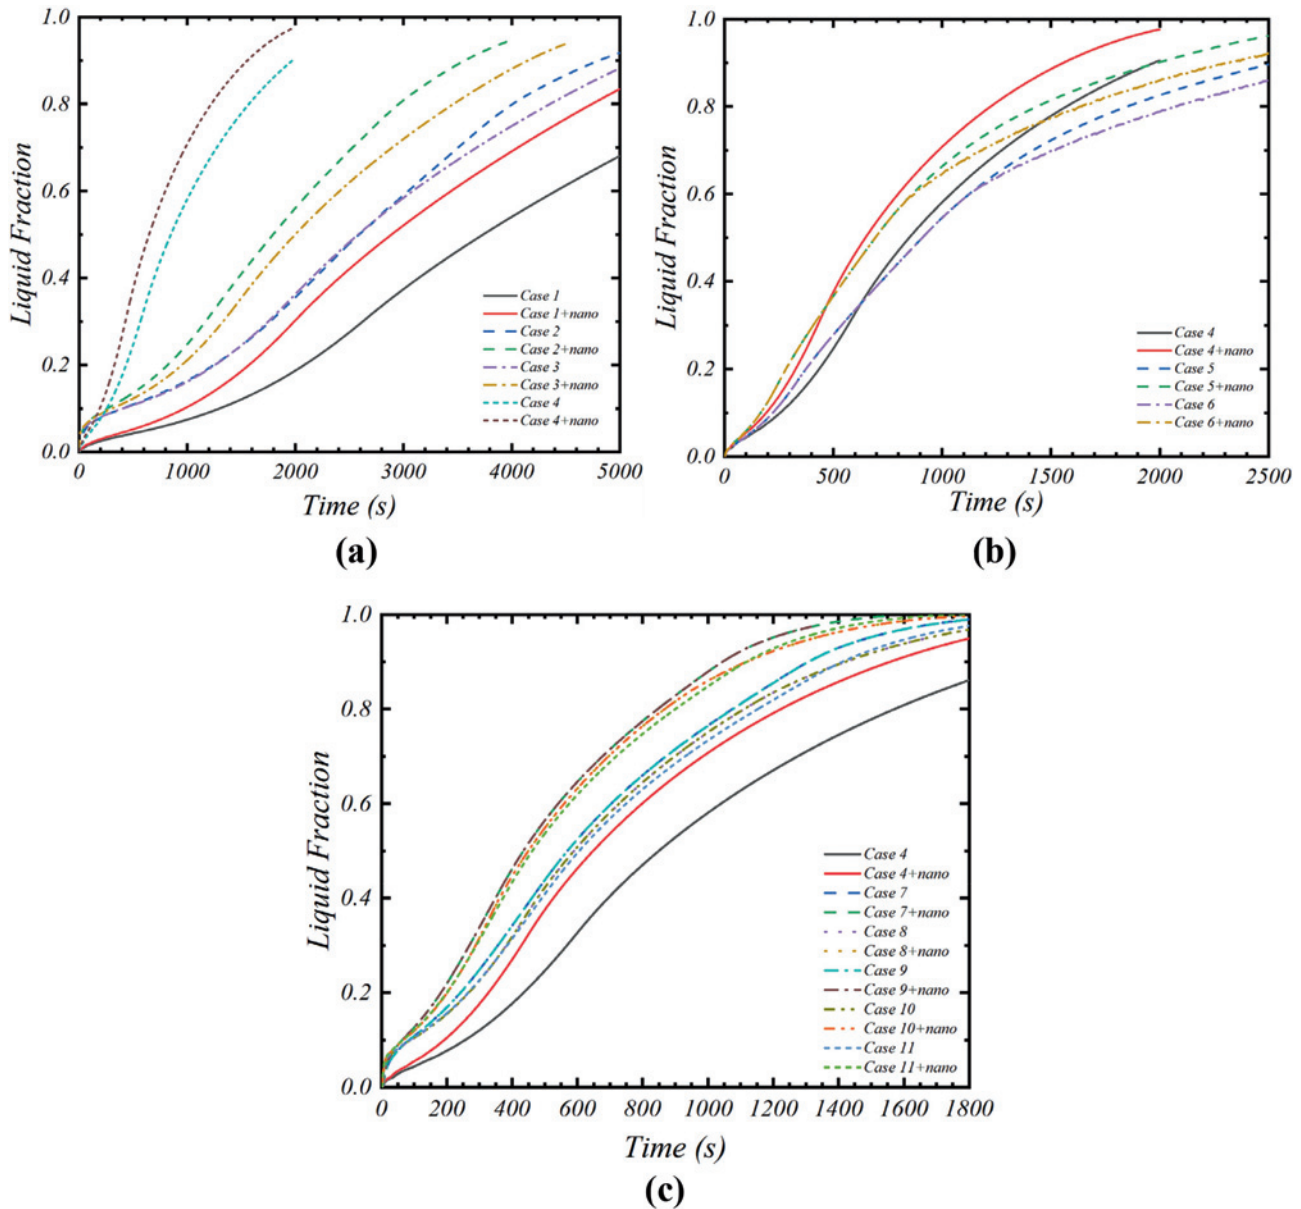 1.0
0.8
0.6
0.4
0.2
0.0
Liquid Fraction
Case 1
Case 1+nano
Case 2
Case 2+nano
Case 3
Case 3+nano
Case 4
Case 4+nano
0 1000 2000 3000 4000 5000
Time (s)
(a)
1.0
0.8
0.6
0.4
0.2
0.0
Liquid Fraction
Case 4
Case 4+nano
Case 5
Case 5+nano
Case 6
Case 6+nano
0 500 1000 1500 2000 2500
Time (s)
(b)
1.0
0.8
0.6
0.4
0.2
0.0
Liquid Fraction
Case 4
Case 4+nano
Case 7
Case 7+nano
Case 8
Case 8+nano
Case 9
Case 9+nano
Case 10
Case 10+nano
Case 11
Case 11+nano
0 200 400 600 800 1000 1200 1400 1600 1800
Time (s)
(c)